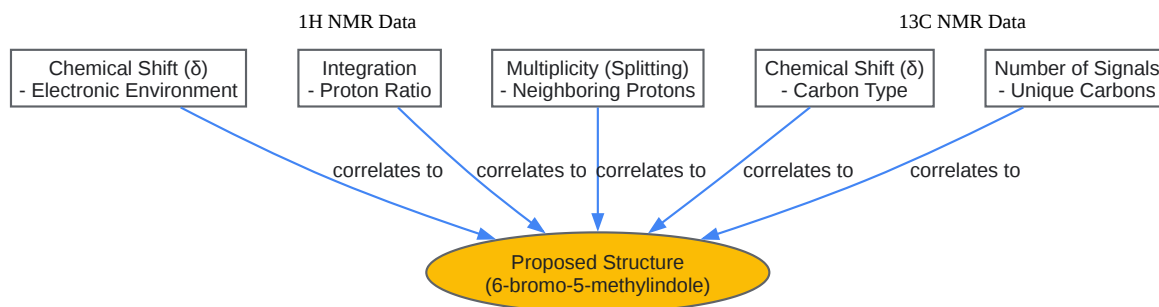 1H NMR Data
13C NMR Data
Chemical Shift (δ)
- Electronic Environment
Integration
- Proton Ratio
Multiplicity (Splitting)
- Neighboring Protons
Chemical Shift (δ)
- Carbon Type
Number of Signals
- Unique Carbons
correlates to
correlates to
correlates to
correlates to
correlates to
Proposed Structure
(6-bromo-5-methylindole)